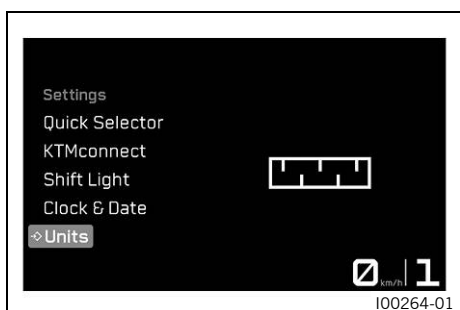 Settings
Quick Selector
KTMconnect
Shift Light
Clock & Date
Units
0 km/h 1
I00264-01